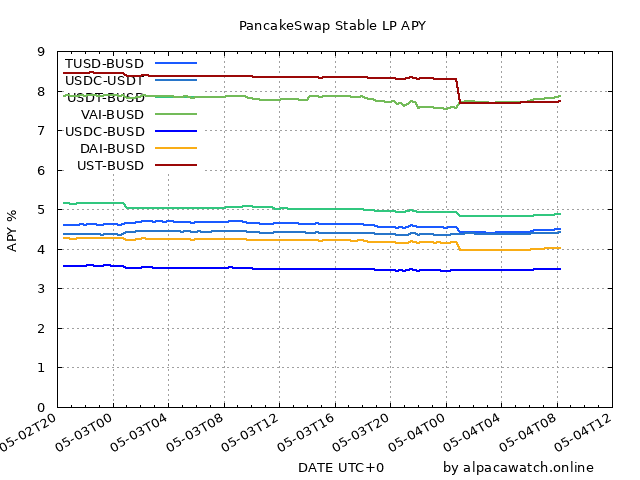 PancakeSwap Stable LP APY
9
8
7
6
5
4
3
2
1
0
APY %
TUSD-BUSD
USDC-USDT
USDT-BUSD
VAI-BUSD
USDC-BUSD
DAI-BUSD
UST-BUSD
05-02T20
05-03T00
05-03T04
05-03T08
05-03T12
05-03T16
05-03T20
05-04T00
05-04T04
05-04T08
05-04T12
DATE UTC+0
by alpacawatch.online